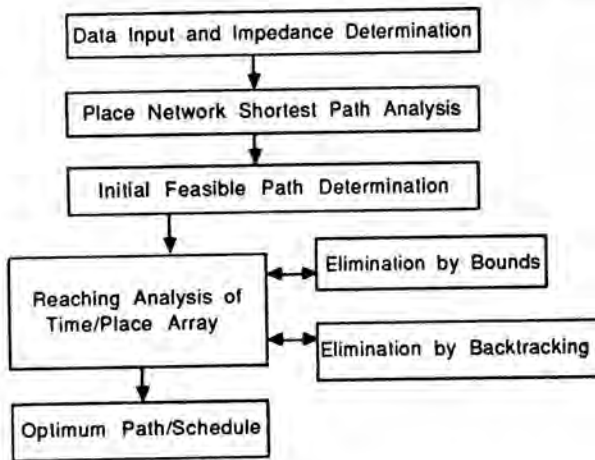 Data Input and Impedance Determination
Place Network Shortest Path Analysis
Initial Feasible Path Determination
Reaching Analysis of
Time/Place Array
Elimination by Bounds
Elimination by Backtracking
Optimum Path/Schedule